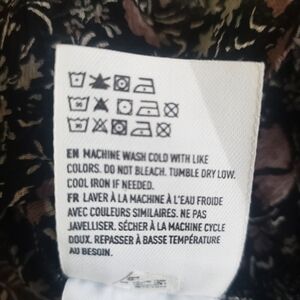 EN MACHINE WASH COLD WITH LIKE
COLORS. DO NOT BLEACH. TUMBLE DRY LOW.
COOL IRON IF NEEDED.
FR LAVER À LA MACHINE À L'EAU FROIDE
AVEC COULEURS SIMILAIRES. NE PAS
JAVELLISER. SÉCHER À LA MACHINE CYCLE
DOUX. REPASSER À BASSE TEMPÉRATURE
AU BESOIN.